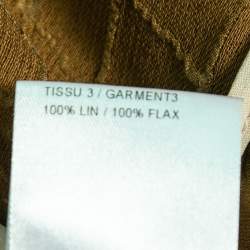 TISSU 3 / GARMENT3
100% LIN / 100% FLAX